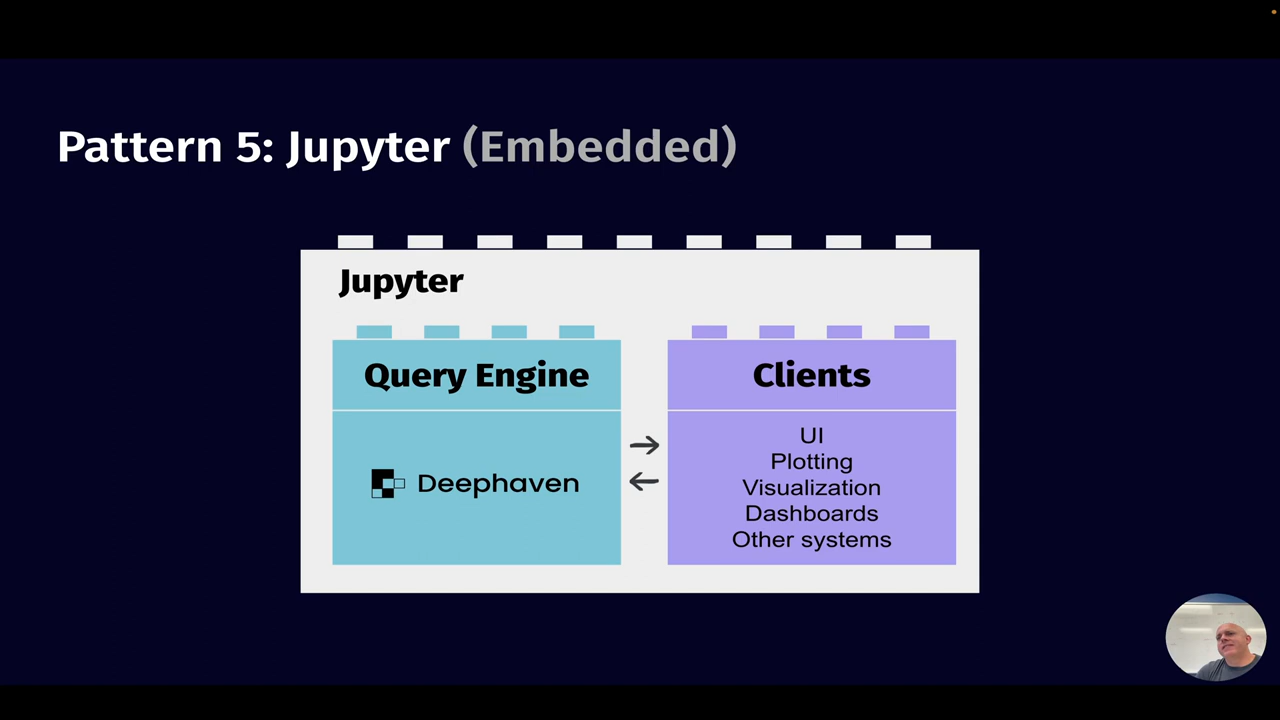 Pattern 5: Jupyter (Embedded)
Jupyter
Query Engine
Deephaven
Clients
UI
Plotting
Visualization
Dashboards
Other systems